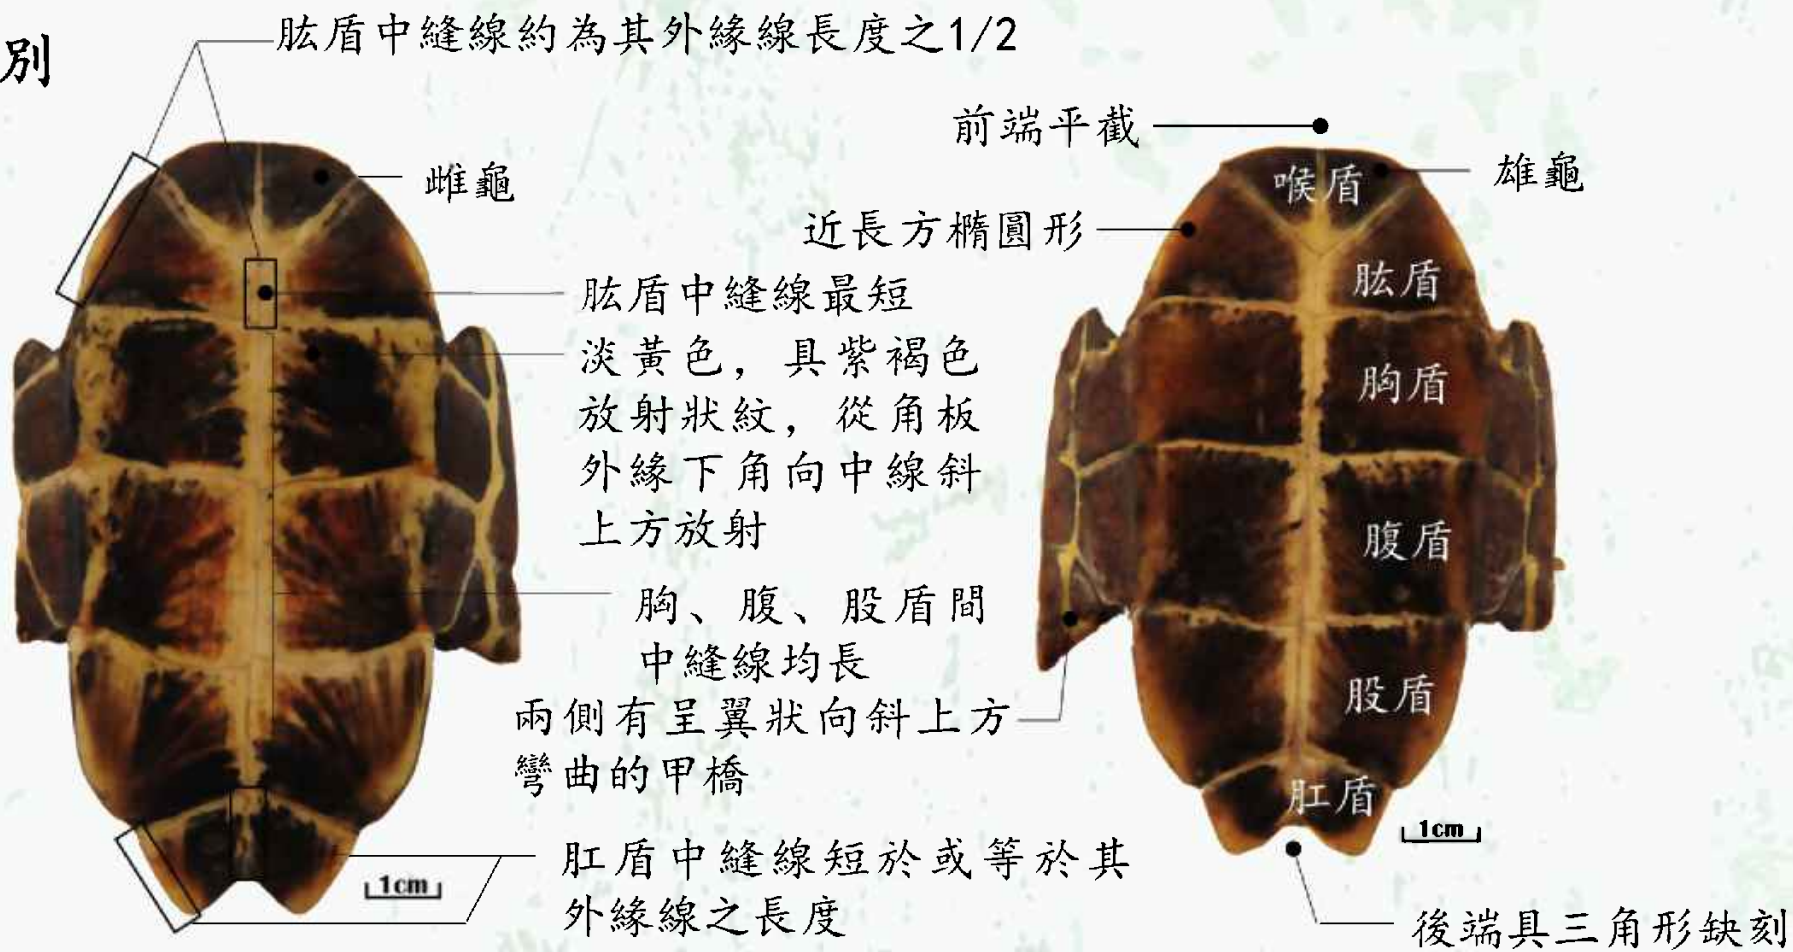 別
肱盾中縫線約為其外緣線長度之1/2
雌龜
肱盾中縫線最短
淡黃色，具紫褐色
放射狀紋，從角板
外緣下角向中線斜
上方放射
胸、腹、股盾間
中縫線均長
兩側有呈翼狀向斜上方
彎曲的甲橋
肛盾中縫線短於或等於其
外緣線之長度
1cm
前端平截
雄龜
近長方橢圓形
喉盾
肱盾
胸盾
腹盾
股盾
肛盾
1cm
後端具三角形缺刻